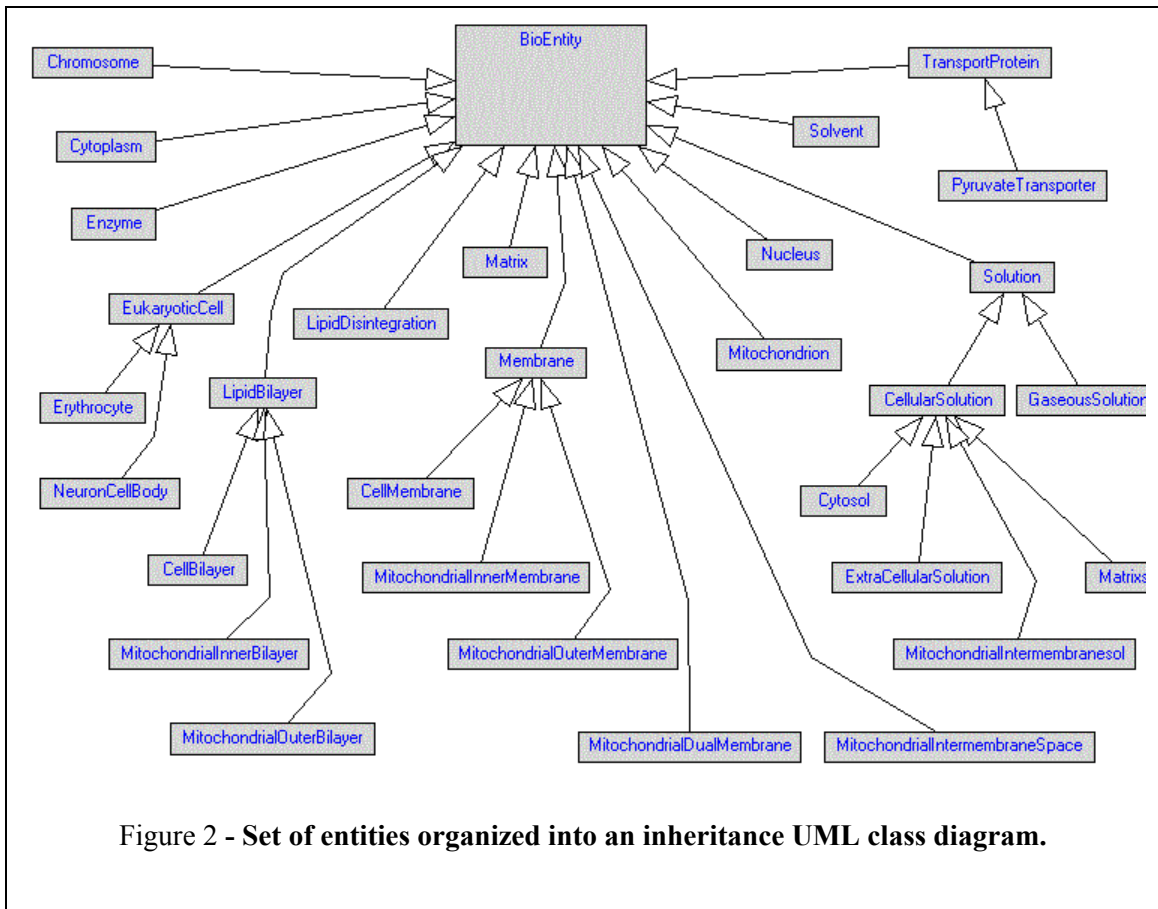 BioEntity
Chromosome
TransportProtein
Cytoplasm
Solvent
PyruvateTransporter
Enzyme
Nucleus
Matrix
Solution
EukaryoticCell
LipidDisintegration
Mitochondrion
Membrane
LipidBilayer
Erythrocyte
CellularSolution
GaseousSolution
NeuronCellBody
CellMembrane
Cytosol
CellBilayer
MitochondrialInnerMembrane
ExtraCellularSolution
Matrixs
MitochondrialInnerBilayer
MitochondrialOuterMembrane
MitochondrialIntermembranesol
MitochondrialOuterBilayer
MitochondrialDualMembrane
MitochondrialIntermembraneSpace
Figure 2 - Set of entities organized into an inheritance UML class diagram.